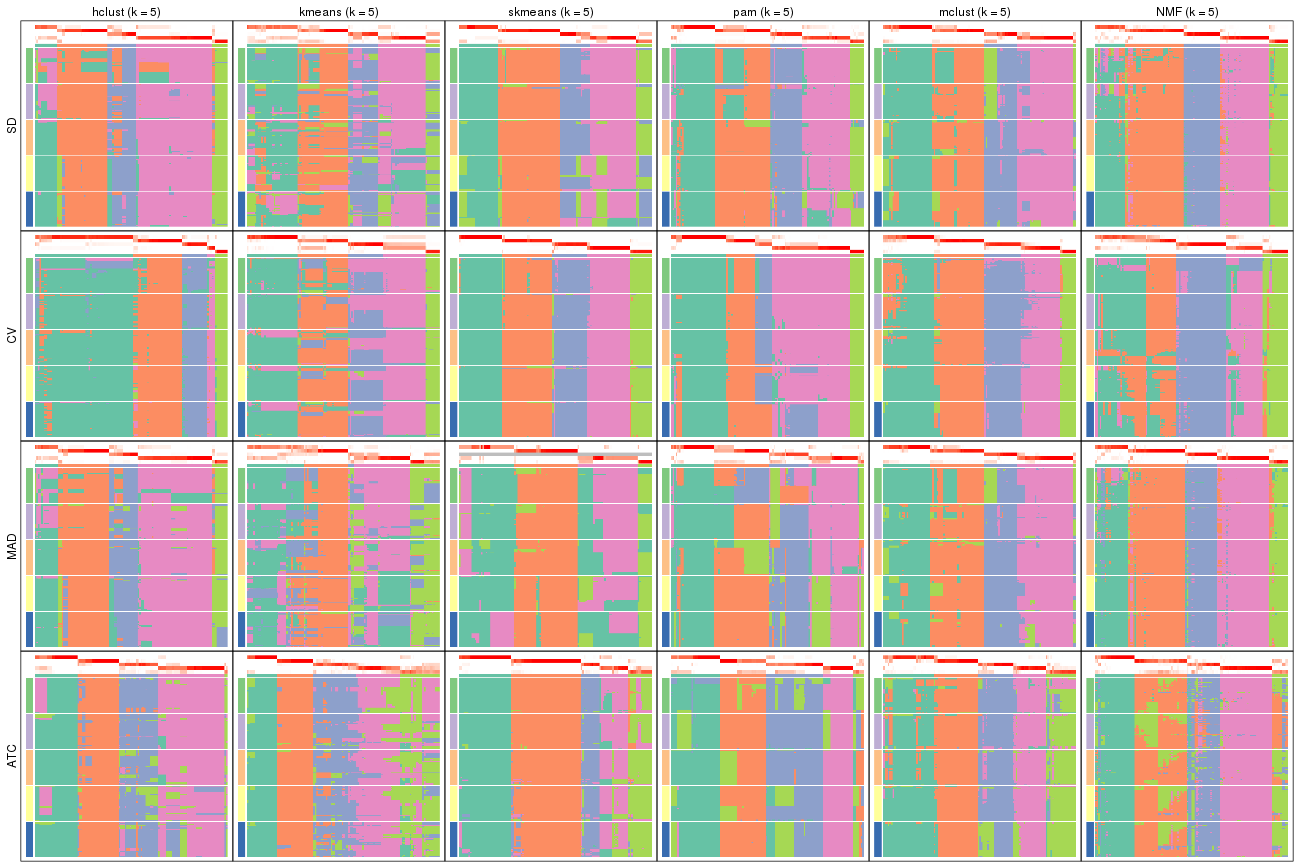 hclust (k = 5) kmeans (k = 5) skmeans (k = 5) pam (k = 5) mclust (k = 5) NMF (k = 5)
SD
CV
MAD
ATC